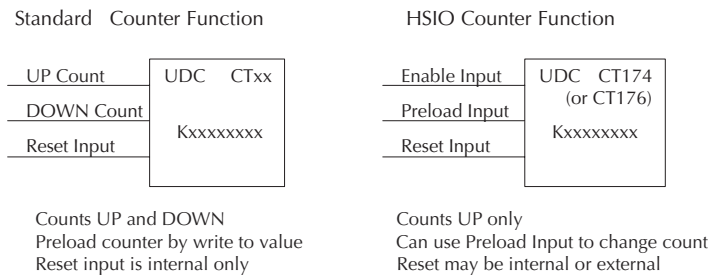 Standard Counter Function
UP Count
DOWN Count
Reset Input
UDC CTxx
Kxxxxxxxx
Counts UP and DOWN
Preload counter by write to value
Reset input is internal only
HSIO Counter Function
Enable Input
Preload Input
Reset Input
UDC CT174
(or CT176)
Kxxxxxxxx
Counts UP only
Can use Preload Input to change count
Reset may be internal or external